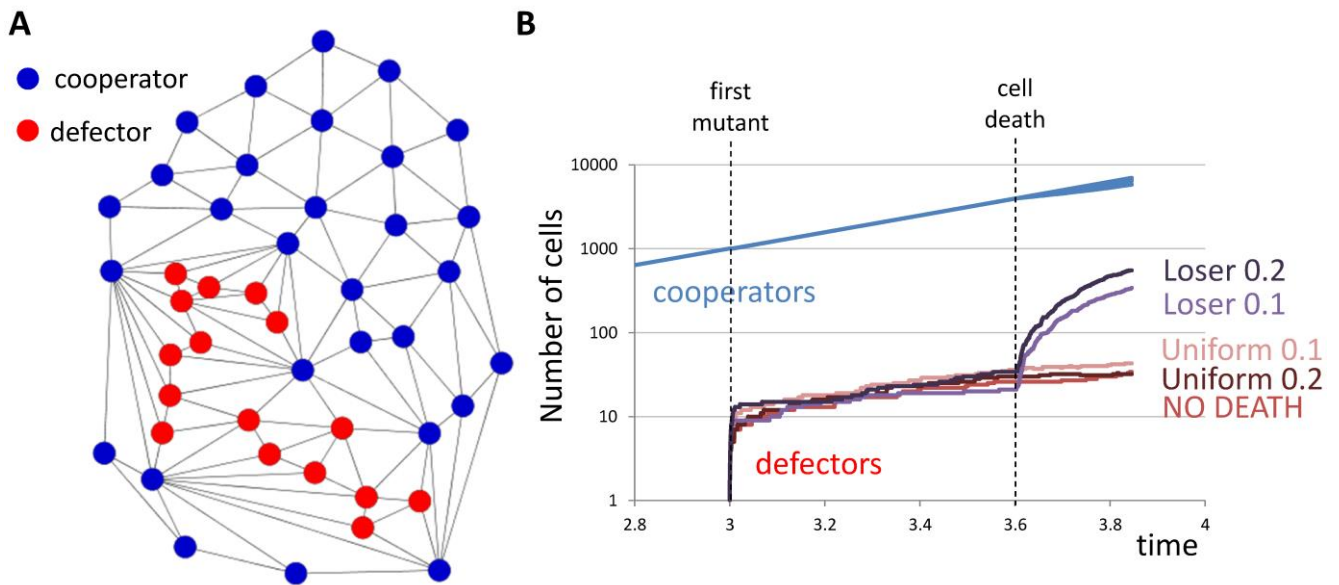 A
cooperator
defector
B
first
mutant
cell
death
Number of cells
10000
1000
100
10
1
cooperators
defectors
Loser 0.2
Loser 0.1
Uniform 0.1
Uniform 0.2
NO DEATH
2.8
3
3.2
3.4
3.6
3.8
4
time